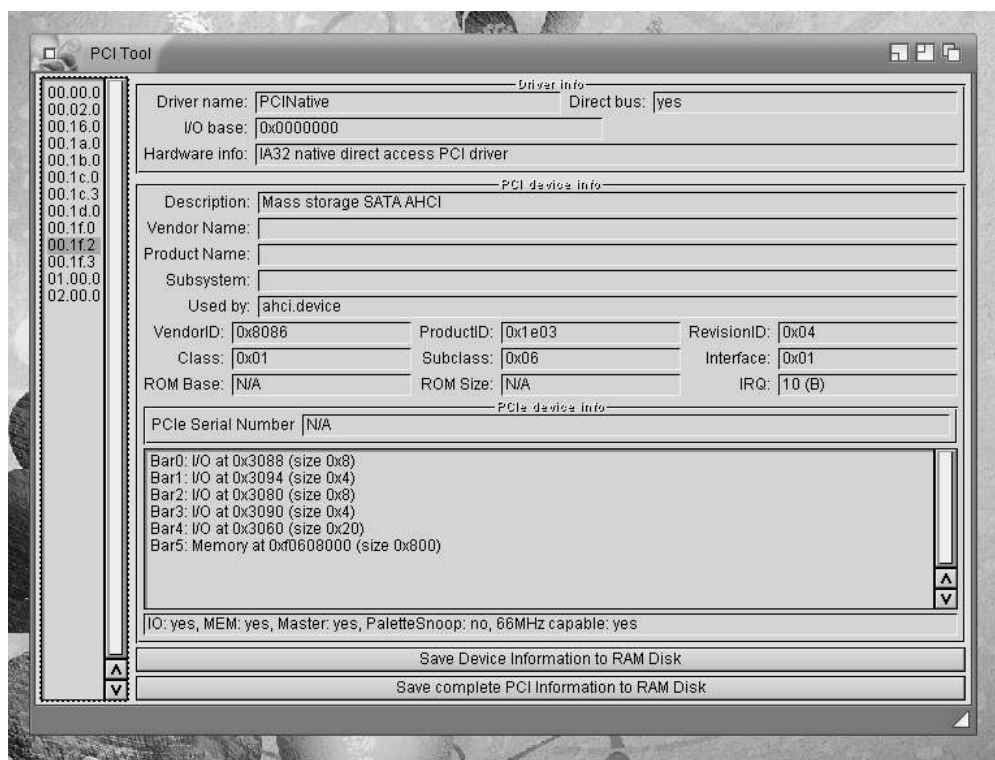 PCI Tool
00.00.0
00.02.0
00.16.0
00.1a.0
00.1b.0
00.1c.0
00.1c.3
00.1d.0
00.1f.0
00.1f.2
00.1f.3
01.00.0
02.00.0
Driver info
Driver name: PCINative Direct bus: yes
I/O base: 0x0000000
Hardware info: IA32 native direct access PCI driver
PCI device info
Description: Mass storage SATA AHCI
Vendor Name:
Product Name:
Subsystem:
Used by: ahci.device
VendorID: 0x8086 ProductID: 0x1e03 RevisionID: 0x04
Class: 0x01 Subclass: 0x06 Interface: 0x01
ROM Base: N/A ROM Size: N/A IRQ: 10 (B)
PCIe device info
PCIe Serial Number N/A
Bar0: I/O at 0x3088 (size 0x8)
Bar1: I/O at 0x3094 (size 0x4)
Bar2: I/O at 0x3080 (size 0x8)
Bar3: I/O at 0x3090 (size 0x4)
Bar4: I/O at 0x3060 (size 0x20)
Bar5: Memory at 0xf0608000 (size 0x800)
IO: yes, MEM: yes, Master: yes, PaletteSnoop: no, 66MHz capable: yes
Save Device Information to RAM Disk
Save complete PCI Information to RAM Disk